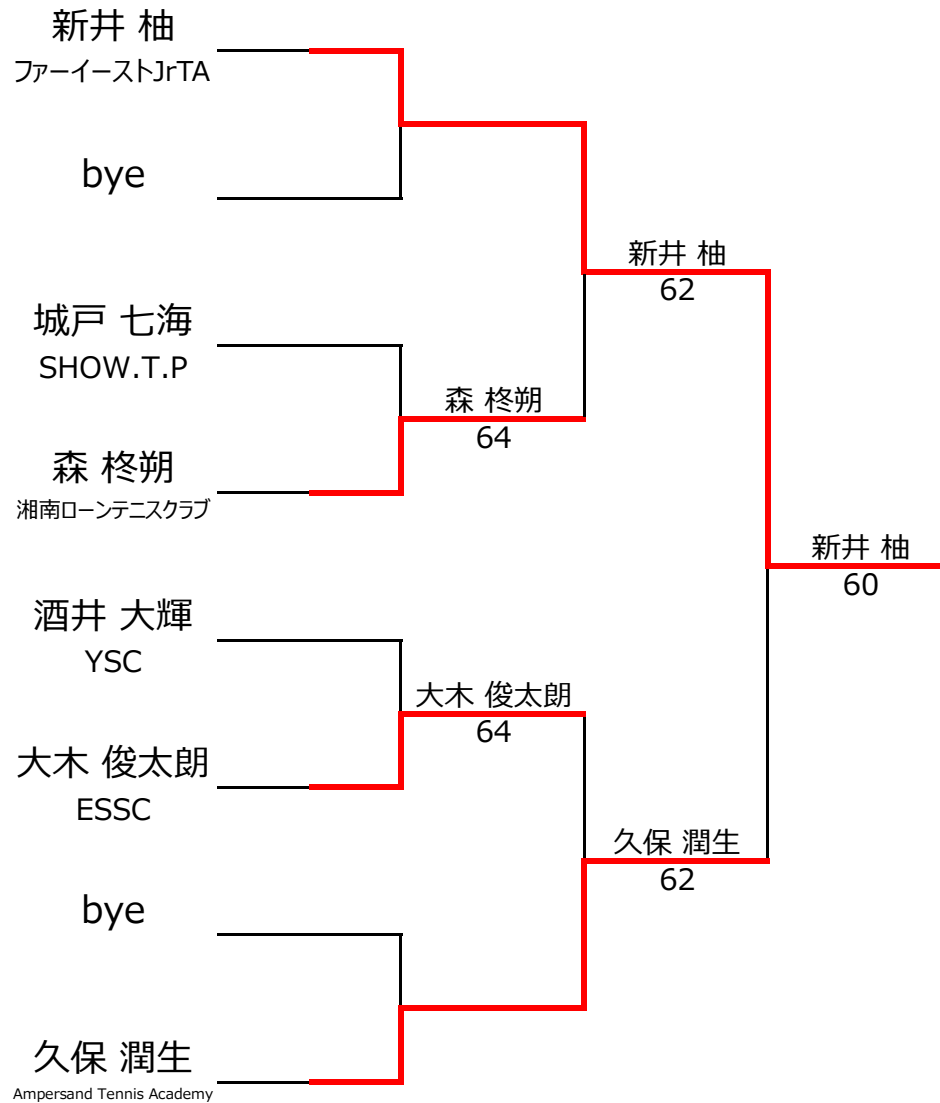 新井 柚
ファーイーストJrTA
bye
城戸 七海
SHOW.T.P
森 柊朔
湘南ローンテニスクラブ
酒井 大輝
YSC
大木 俊太朗
ESSC
bye
久保 潤生
Ampersand Tennis Academy
森 柊朔
64
大木 俊太朗
64
新井 柚
62
久保 潤生
62
新井 柚
60